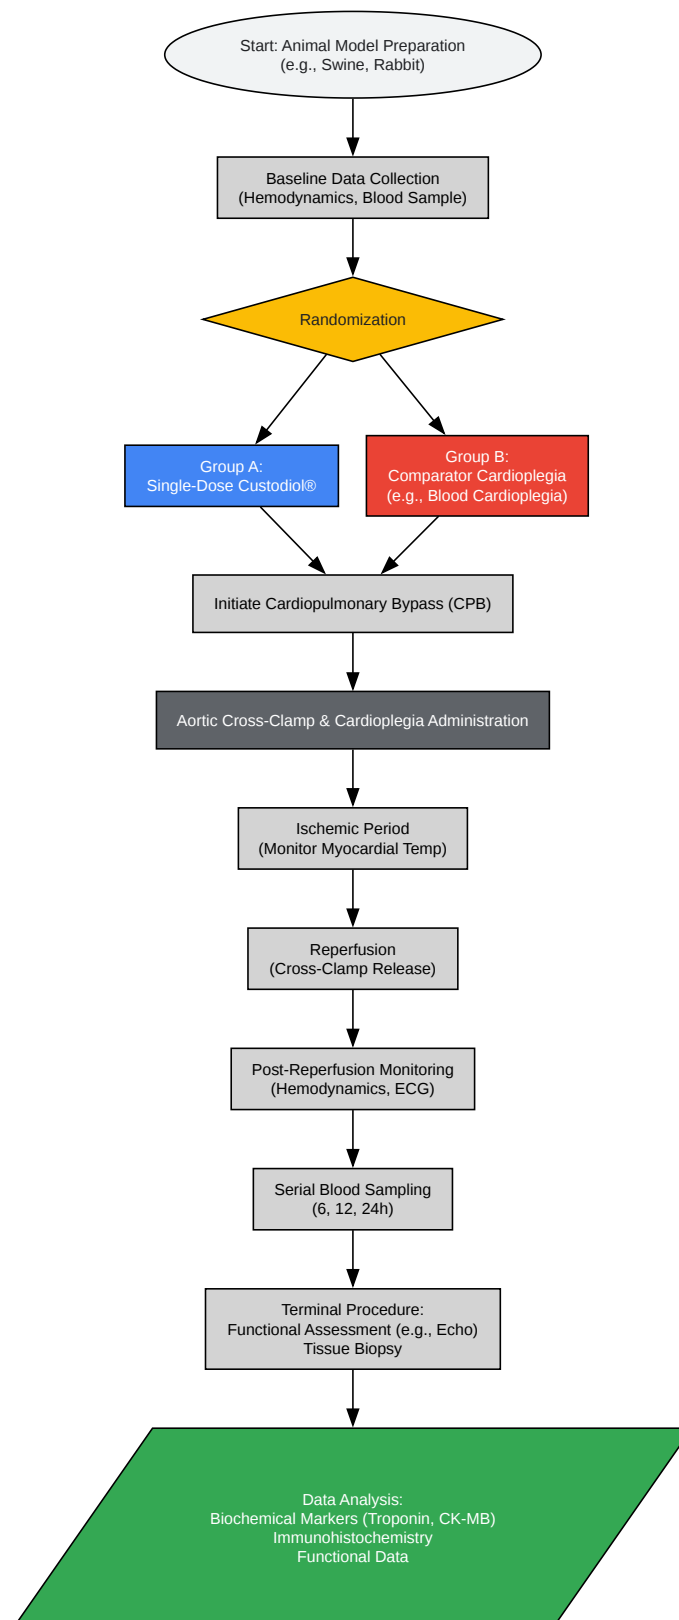 Start: Animal Model Preparation
(e.g., Swine, Rabbit)
Baseline Data Collection
(Hemodynamics, Blood Sample)
Randomization
Group A:
Single-Dose Custodiol®
Group B:
Comparator Cardioplegia
(e.g., Blood Cardioplegia)
Initiate Cardiopulmonary Bypass (CPB)
Aortic Cross-Clamp & Cardioplegia Administration
Ischemic Period
(Monitor Myocardial Temp)
Reperfusion
(Cross-Clamp Release)
Post-Reperfusion Monitoring
(Hemodynamics, ECG)
Serial Blood Sampling
(6, 12, 24h)
Terminal Procedure:
Functional Assessment (e.g., Echo)
Tissue Biopsy
Data Analysis:
Biochemical Markers (Troponin, CK-MB)
Immunohistochemistry
Functional Data